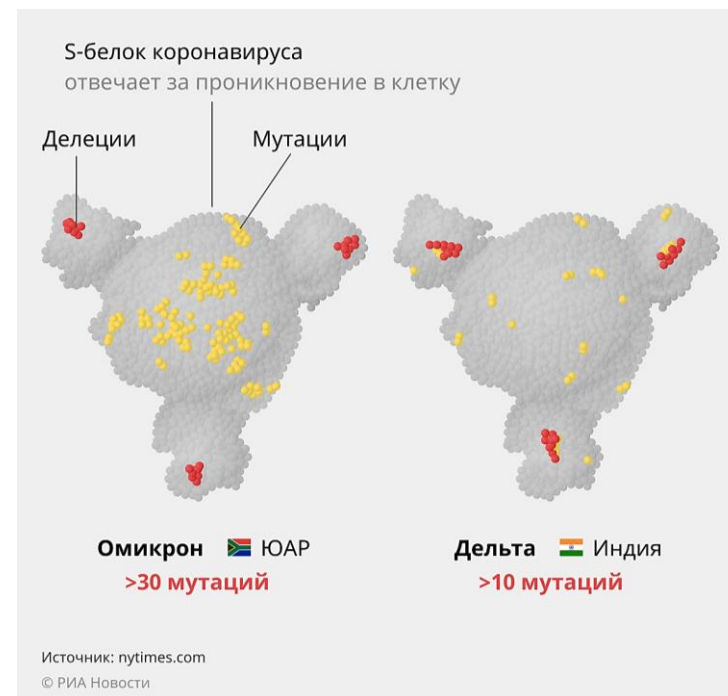 S-белок коронавируса
отвечает за проникновение в клетку
Делеции
Мутации
Омикрон ЮАР
>30 мутаций
Дельта Индия
>10 мутаций
Источник: nytimes.com
© РИА Новости